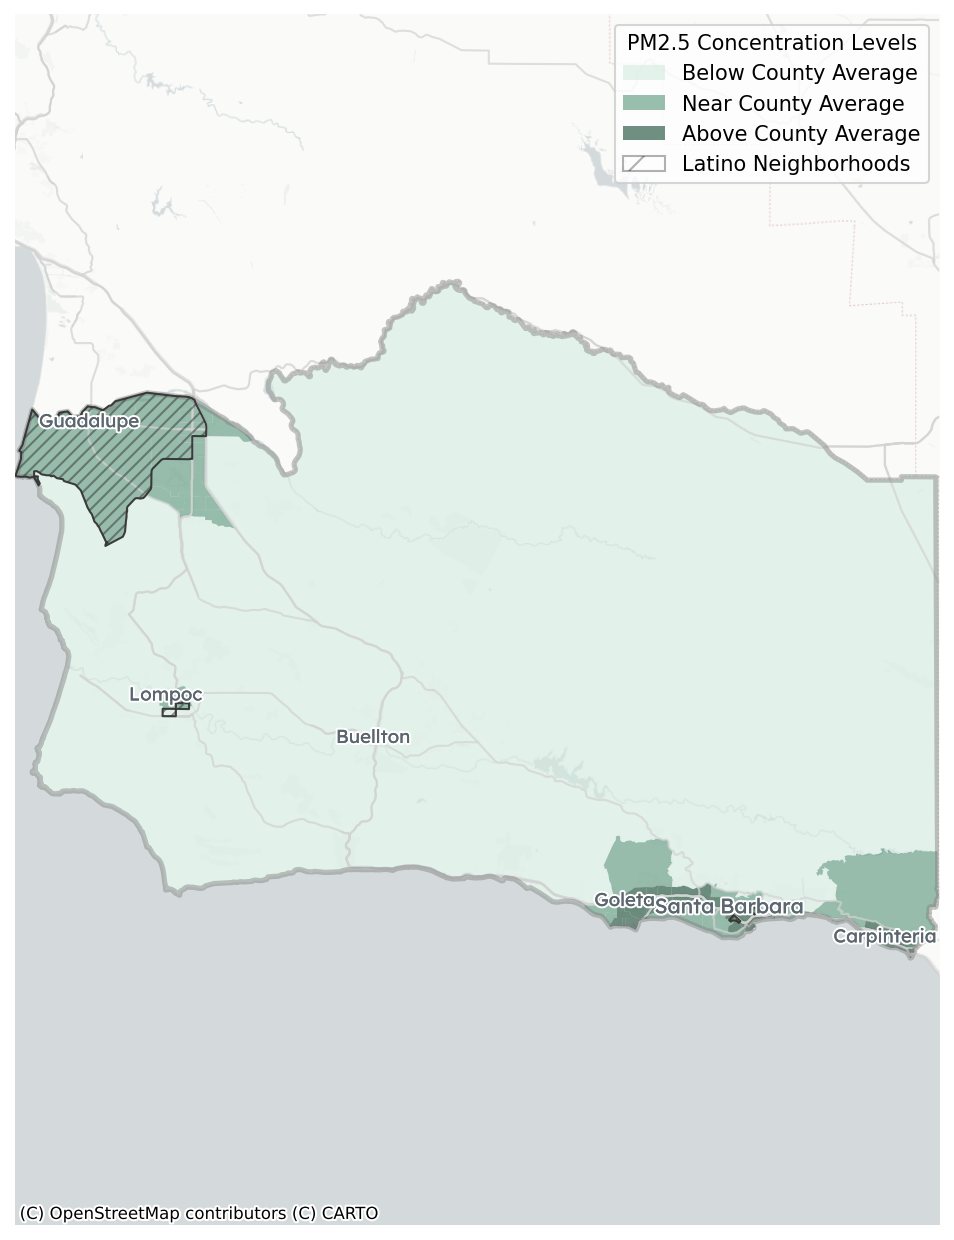 PM2.5 Concentration Levels
Below County Average
Near County Average
Above County Average
Latino Neighborhoods
Guadalupe
Lompoc
Buellton
Goleta
Santa Barbara
Carpinteria
(C) OpenStreetMap contributors (C) CARTO